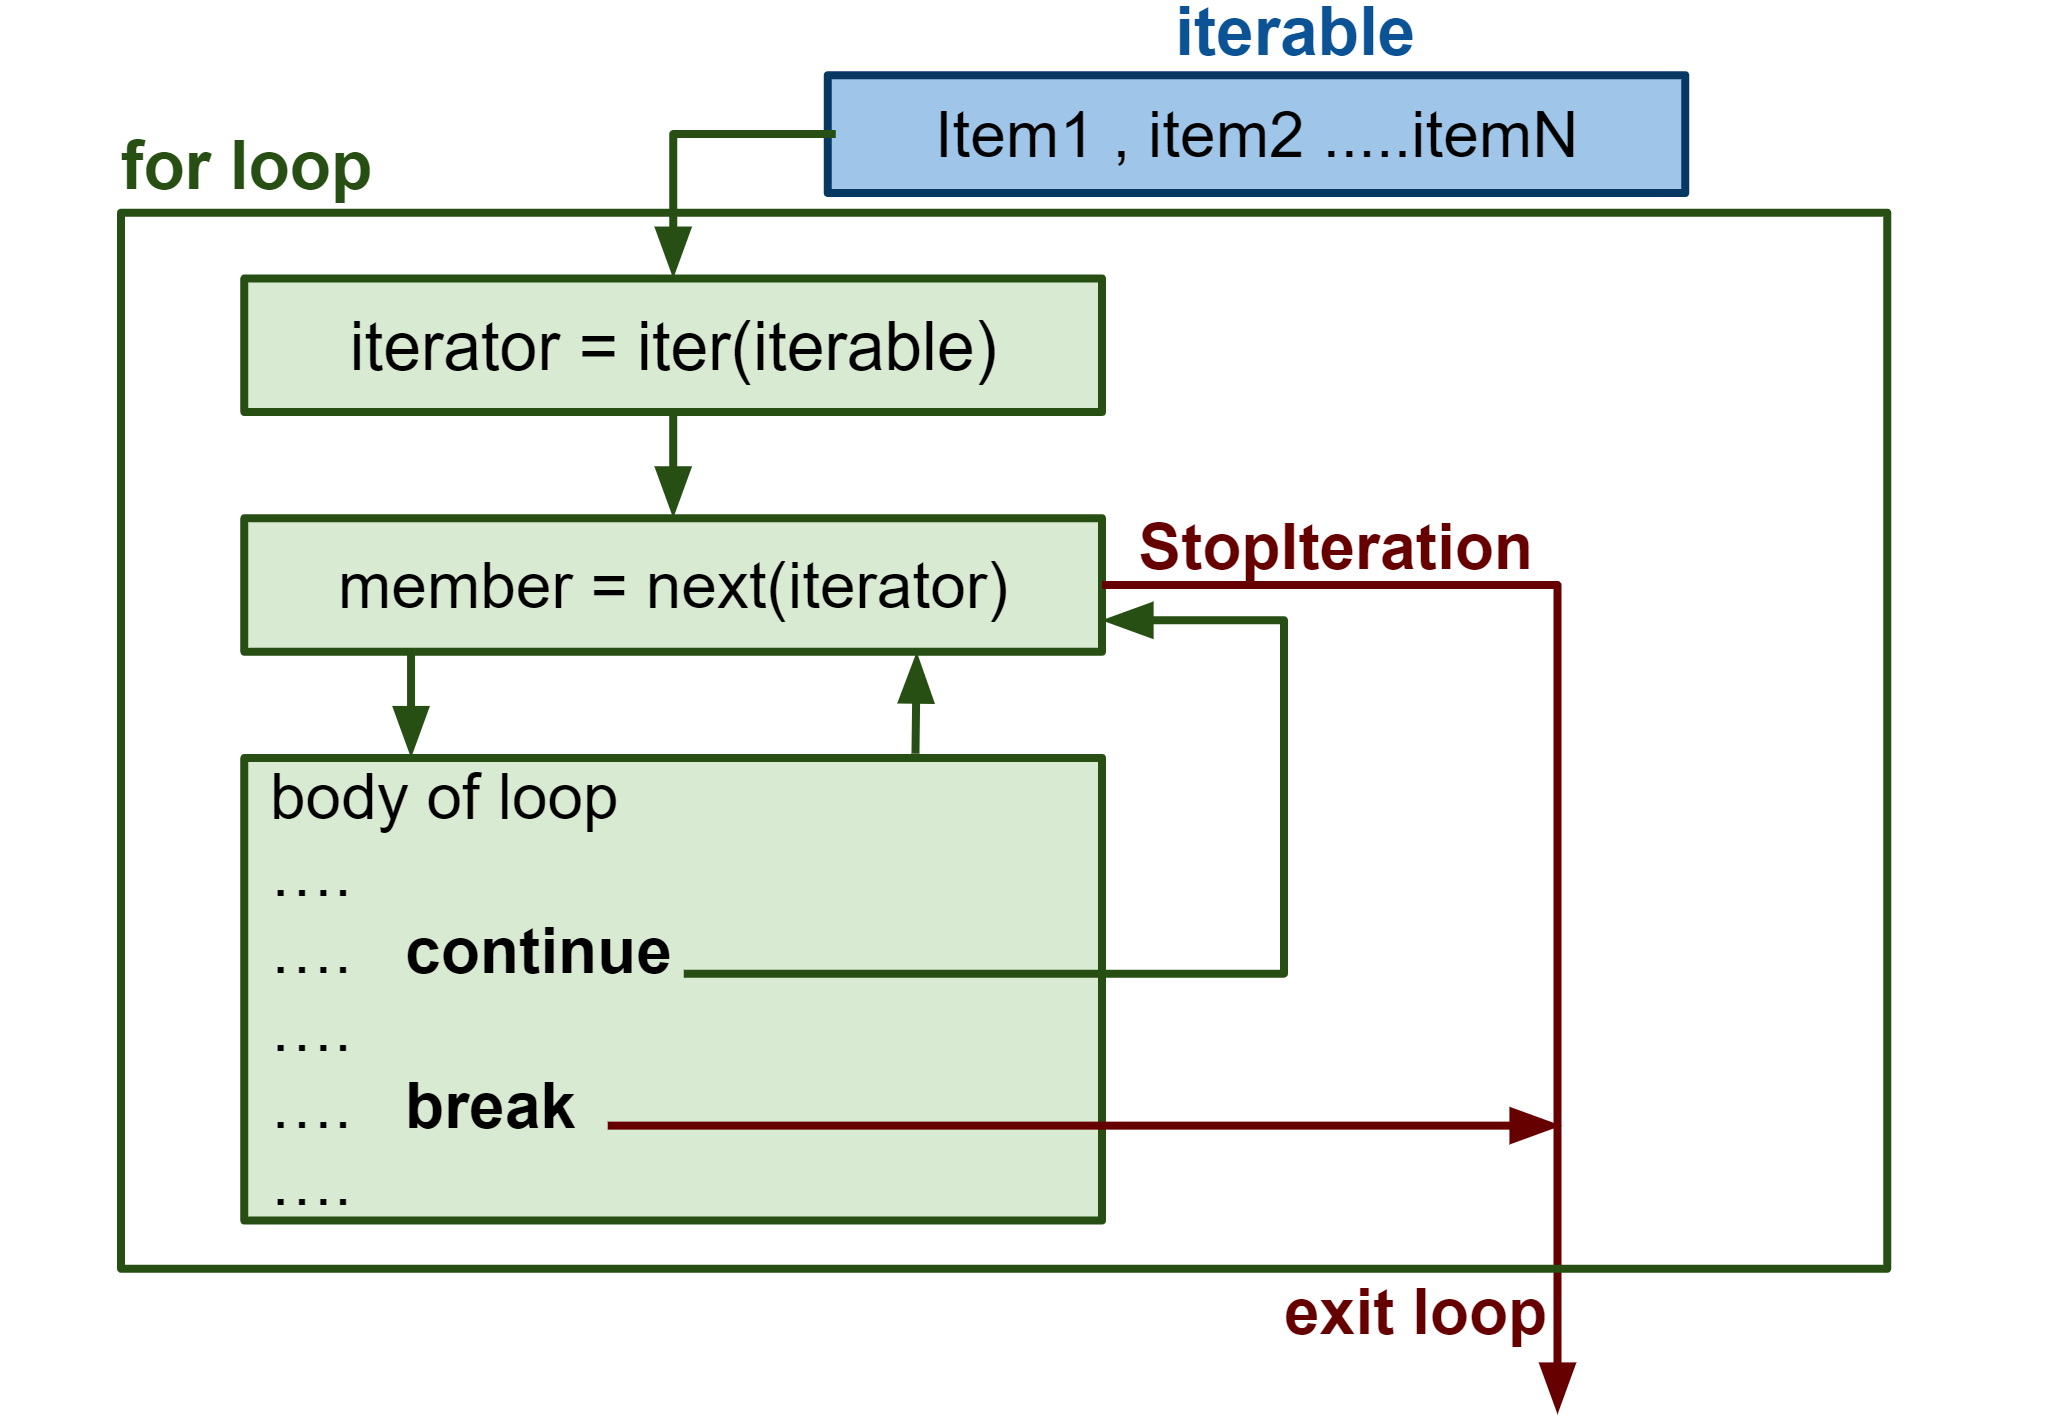 iterable
Item1 , item2 .....itemN
for loop
iterator = iter(iterable)
StopIteration
member = next(iterator)
body of loop
....
.... continue
....
.... break
....
exit loop